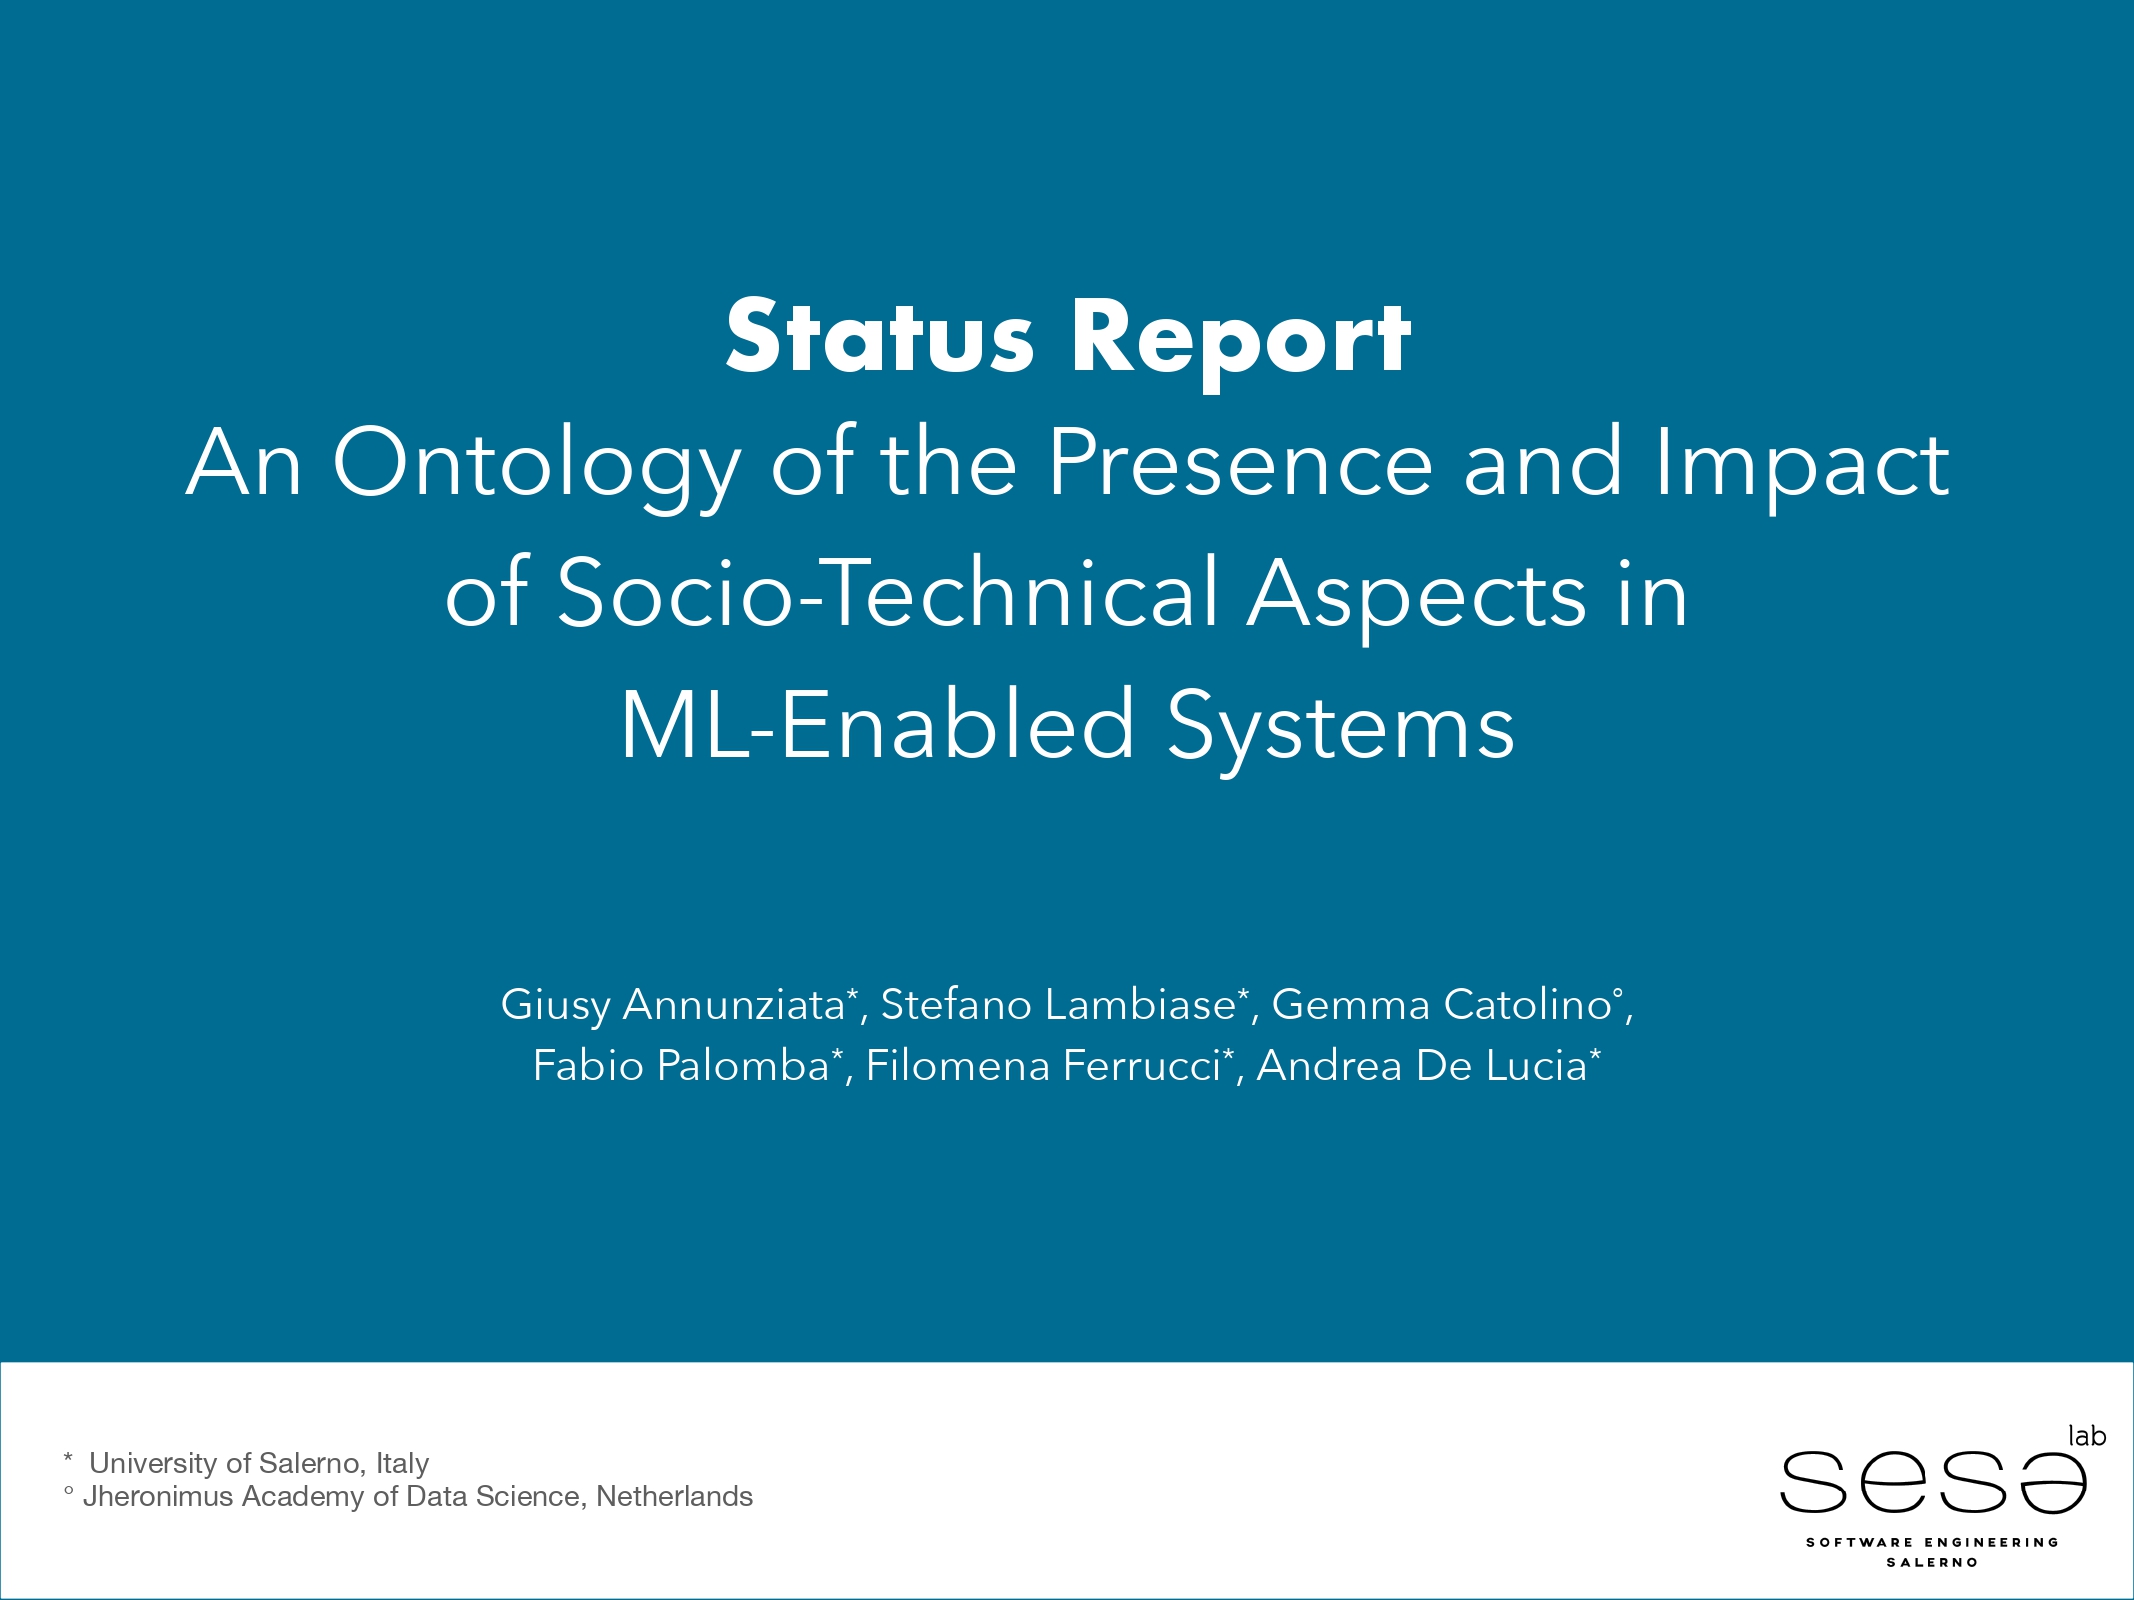 Status Report
An Ontology of the Presence and Impact
of Socio-Technical Aspects in
ML-Enabled Systems
Giusy Annunziata*, Stefano Lambiase*, Gemma Catolino°,
Fabio Palomba*, Filomena Ferrucci*, Andrea De Lucia*
* University of Salerno, Italy
° Jheronimus Academy of Data Science, Netherlands
lab
sesa
SOFTWARE ENGINEERING
SALERNO